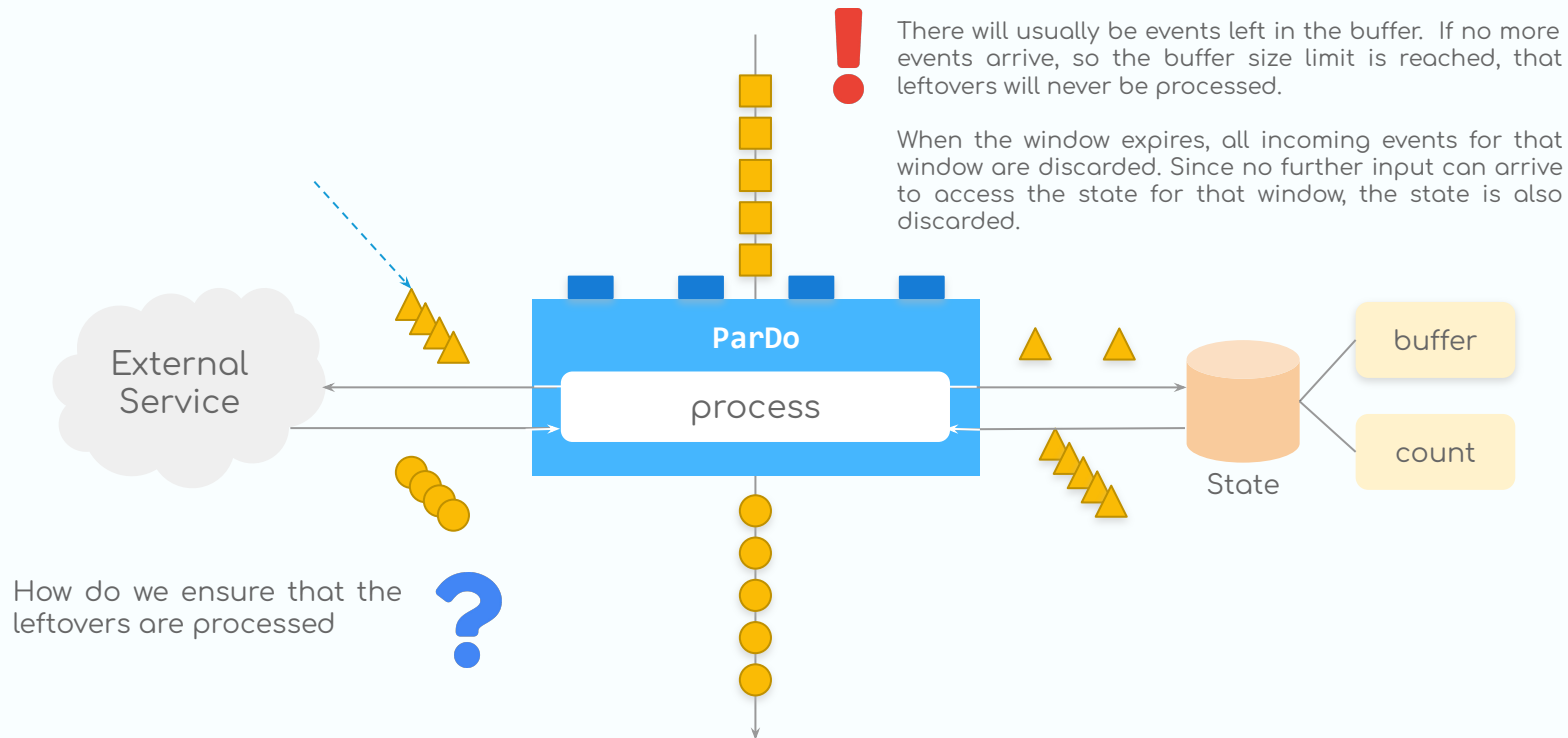 There will usually be events left in the buffer. If no more
events arrive, so the buffer size limit is reached, that
leftovers will never be processed.
When the window expires, all incoming events for that
window are discarded. Since no further input can arrive
to access the state for that window, the state is also
discarded.
ParDo
External
Service
process
buffer
count
State
How do we ensure that the
leftovers are processed